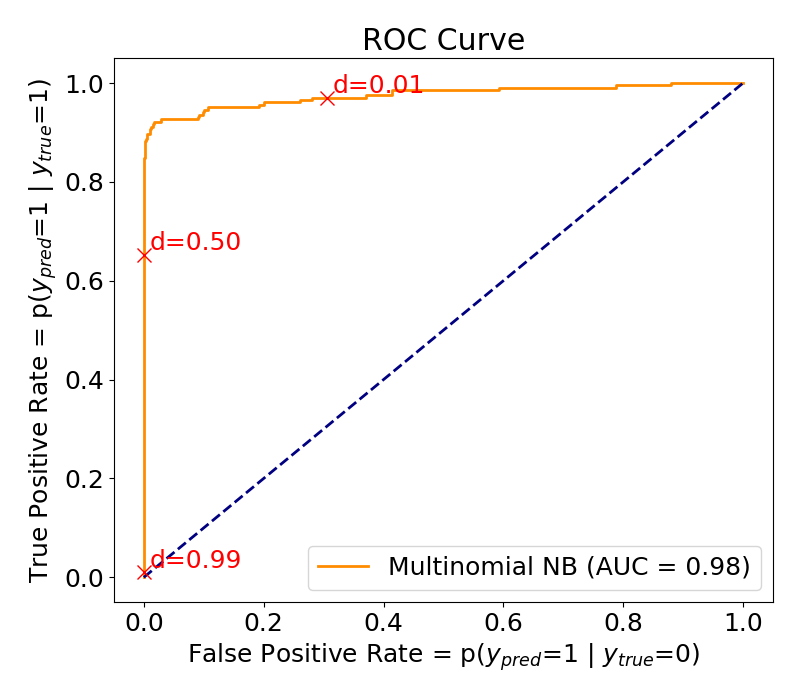 ROC Curve
True Positive Rate = p(y_pred=1 | y_true=1)
1.0
0.8
0.6
0.4
0.2
0.0
d=0.01
d=0.50
d=0.99
Multinomial NB (AUC = 0.98)
0.0 0.2 0.4 0.6 0.8 1.0
False Positive Rate = p(y_pred=1 | y_true=0)